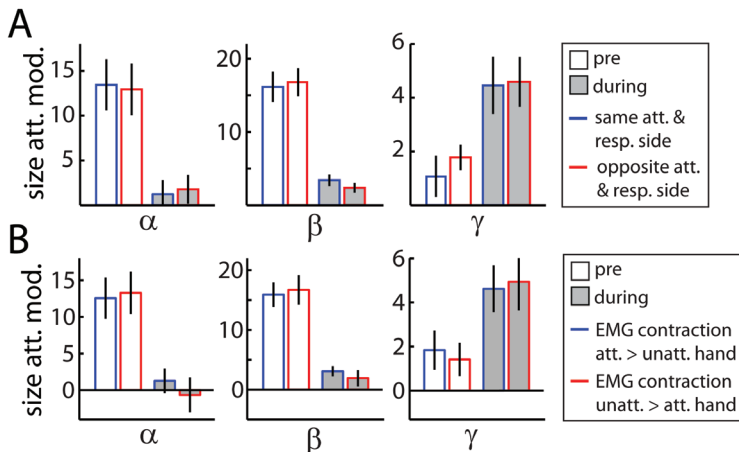 A
size att. mod.
15
10
5
α
20
10
β
6
4
2
γ
pre
during
same att. &
resp. side
opposite att.
& resp. side
B
size att. mod.
15
10
5
0
α
20
10
0
β
6
4
2
0
γ
pre
during
EMG contraction
att. > unatt. hand
EMG contraction
unatt. > att. hand